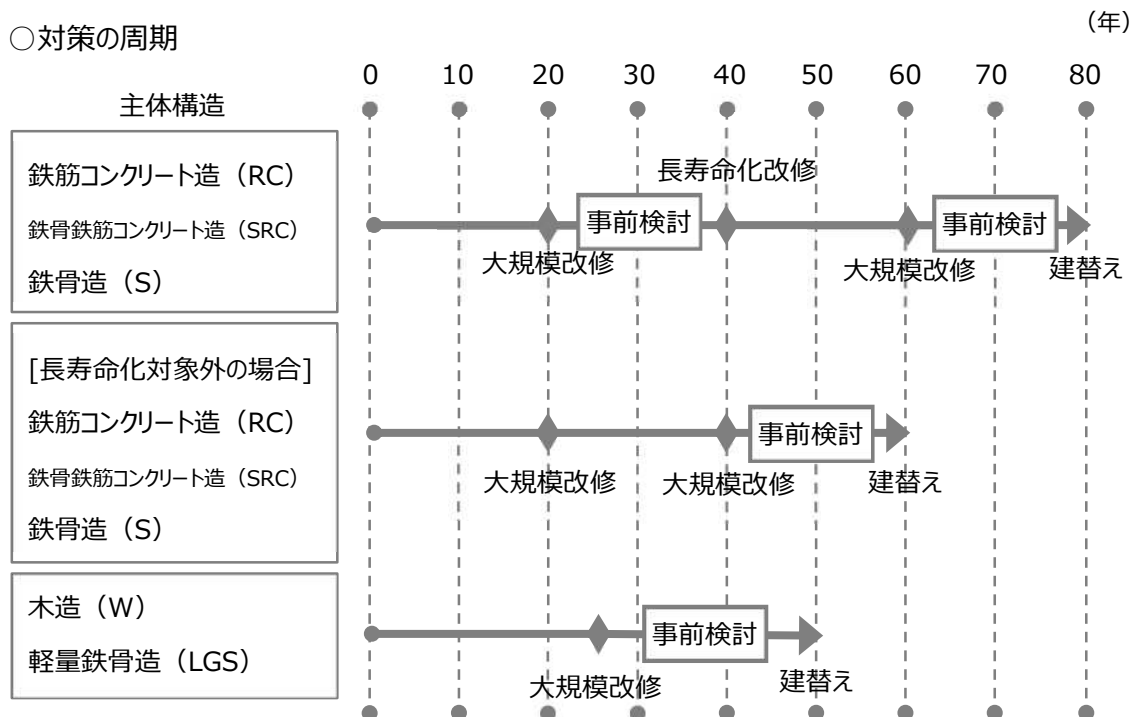 (年)
○対策の周期
0 10 20 30 40 50 60 70 80
主体構造
鉄筋コンクリート造（RC）
鉄骨鉄筋コンクリート造（SRC）
鉄骨造（S）
長寿命化改修
事前検討 事前検討
大規模改修 大規模改修 建替え
[長寿命化対象外の場合]
鉄筋コンクリート造（RC）
鉄骨鉄筋コンクリート造（SRC）
鉄骨造（S）
事前検討
大規模改修 大規模改修 建替え
木造（W）
軽量鉄骨造（LGS）
事前検討
大規模改修 建替え